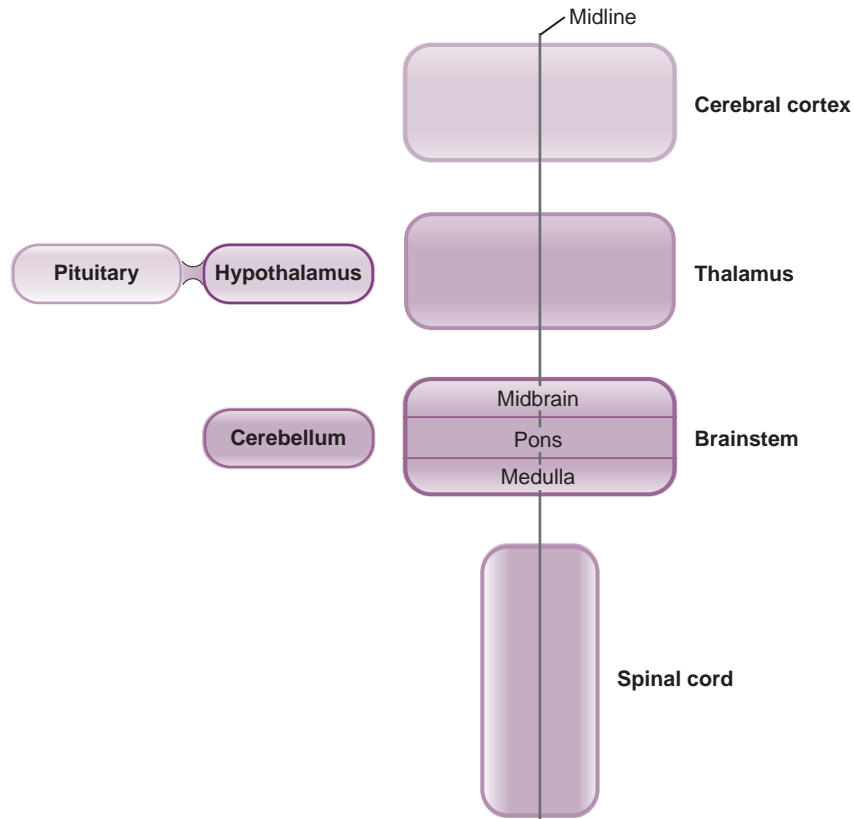 Midline
Cerebral cortex
Pituitary
Hypothalamus
Thalamus
Midbrain
Cerebellum
Pons
Brainstem
Medulla
Spinal cord